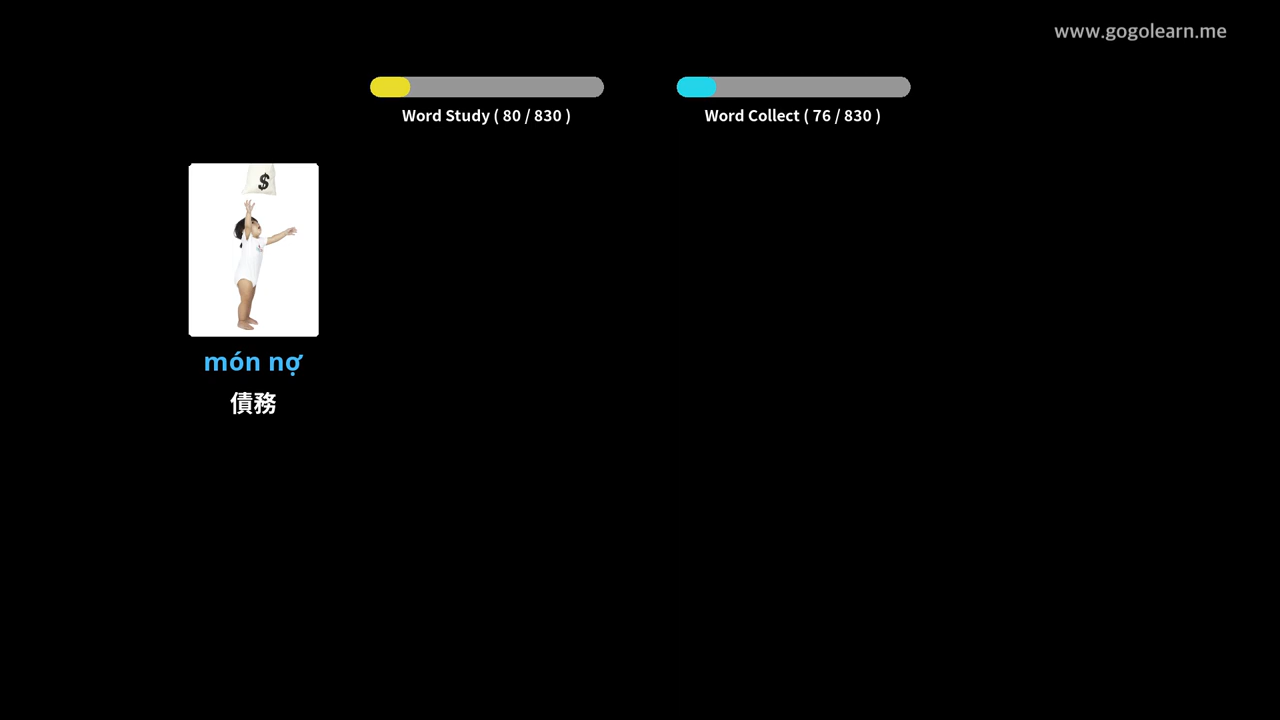 www.gogolearn.me
Word Study ( 80 / 830 )
Word Collect ( 76 / 830 )
$
món nợ
債務